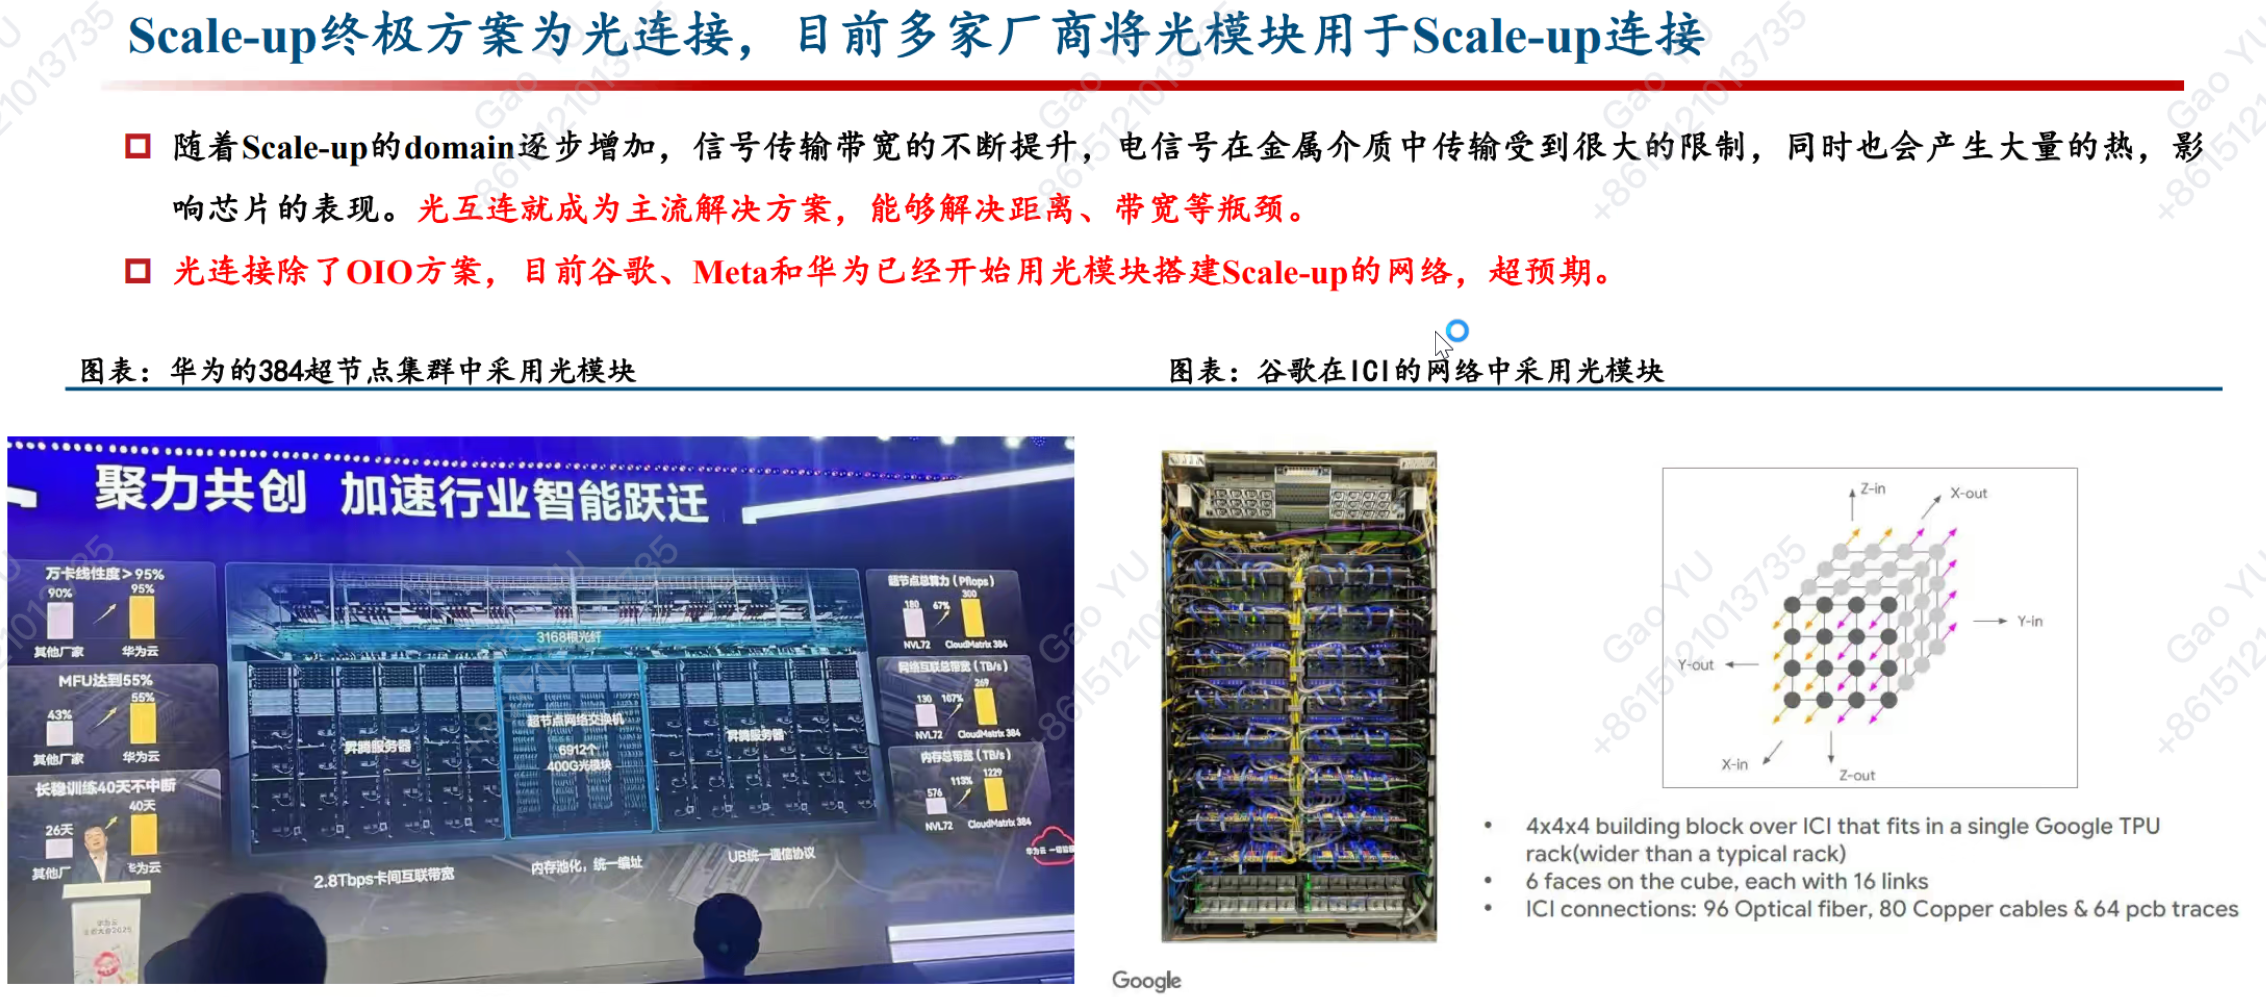 Scale-up终极方案为光连接，目前多家厂商将光模块用于Scale-up连接
随着Scale-up的domain逐步增加，信号传输带宽的不断提升，电信号在金属介质中传输受到很大的限制，同时也会产生大量的热，影
响芯片的表现。光互连就成为主流解决方案，能够解决距离、带宽等瓶颈。
光连接除了OIO方案，目前谷歌、Meta和华为已经开始用光模块搭建Scale-up的网络，超预期。
图表：华为的384超节点集群中采用光模块
聚力共创 加速行业智能跃迁
万卡线性度>95%
90%
95%
其他厂家
华为云
MFU达到55%
43%
55%
其他厂家
华为云
长稳训练40天不中断
26天
40天
其他厂
华为云
3168根光纤
昇腾服务器
超节点网络交换机
6912个
400G光模块
昇腾服务器
2.8Tbps卡间互联带宽
内存池化，统一编址
UB统一通信协议
超节点总算力（Pflops）
180
67%
300
NVL72
CloudMatrix 384
网络互联总带宽（TB/s）
130
107%
269
NVL72
CloudMatrix 384
内存总带宽（TB/s）
576
113%
1229
NVL72
CloudMatrix 384
图表：谷歌在ICI的网络中采用光模块
Z-in
X-out
Y-in
Y-out
X-in
Z-out
• 4x4x4 building block over ICI that fits in a single Google TPU
rack(wider than a typical rack)
• 6 faces on the cube, each with 16 links
• ICI connections: 96 Optical fiber, 80 Copper cables & 64 pcb traces
Google
Gao YU
+8615121013735